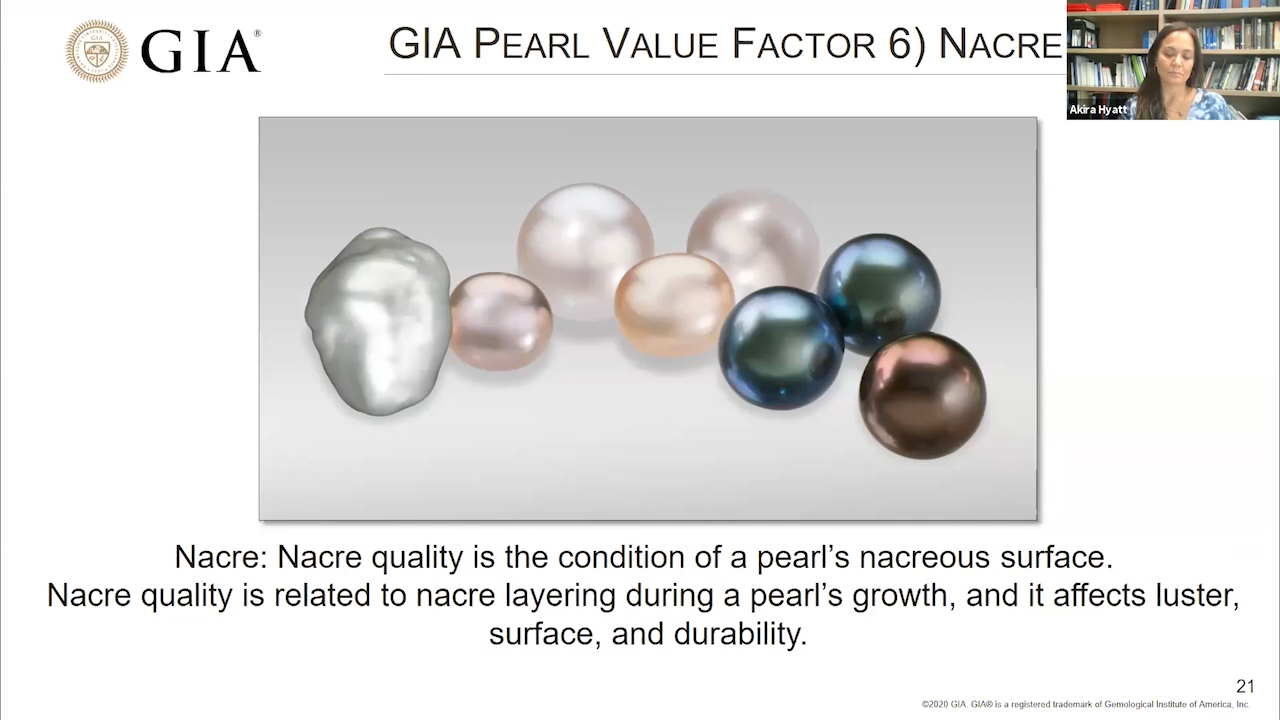 GIA®
GIA PEARL VALUE FACTOR 6) NACRE
Akira Hyatt
Nacre: Nacre quality is the condition of a pearl’s nacreous surface.
Nacre quality is related to nacre layering during a pearl’s growth, and it affects luster,
surface, and durability.
21
©2020 GIA. GIA® is a registered trademark of Gemological Institute of America, Inc.